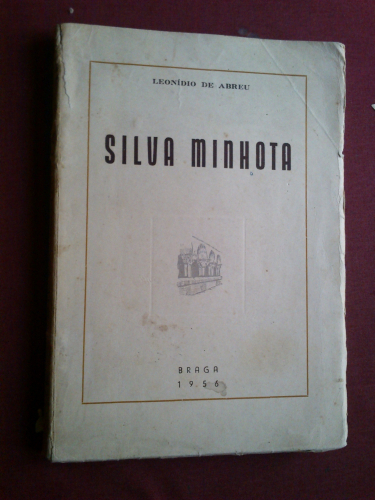 LEONÍDIO DE ABREU
SILVA MINHOTA
BRAGA
1956